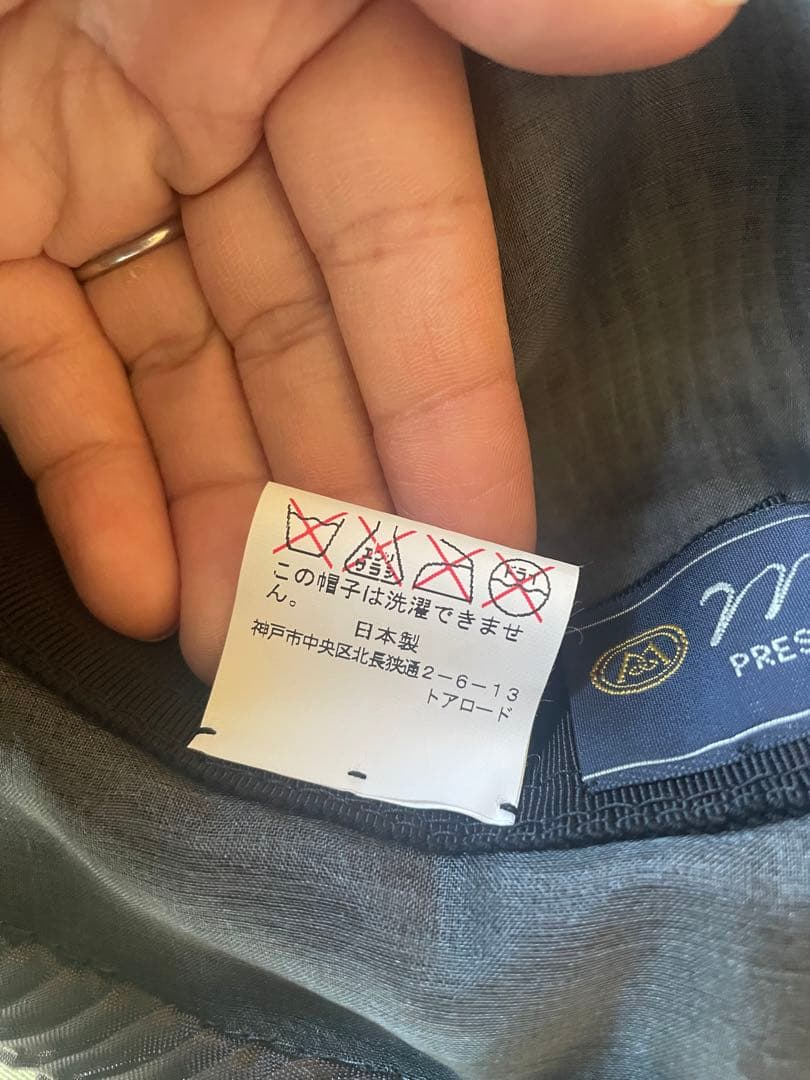 エンソ
サラシ
ドライ
この帽子は洗濯できませ
ん。
日本製
神戸市中央区北長狭通2-6-13
トアロード
PRES